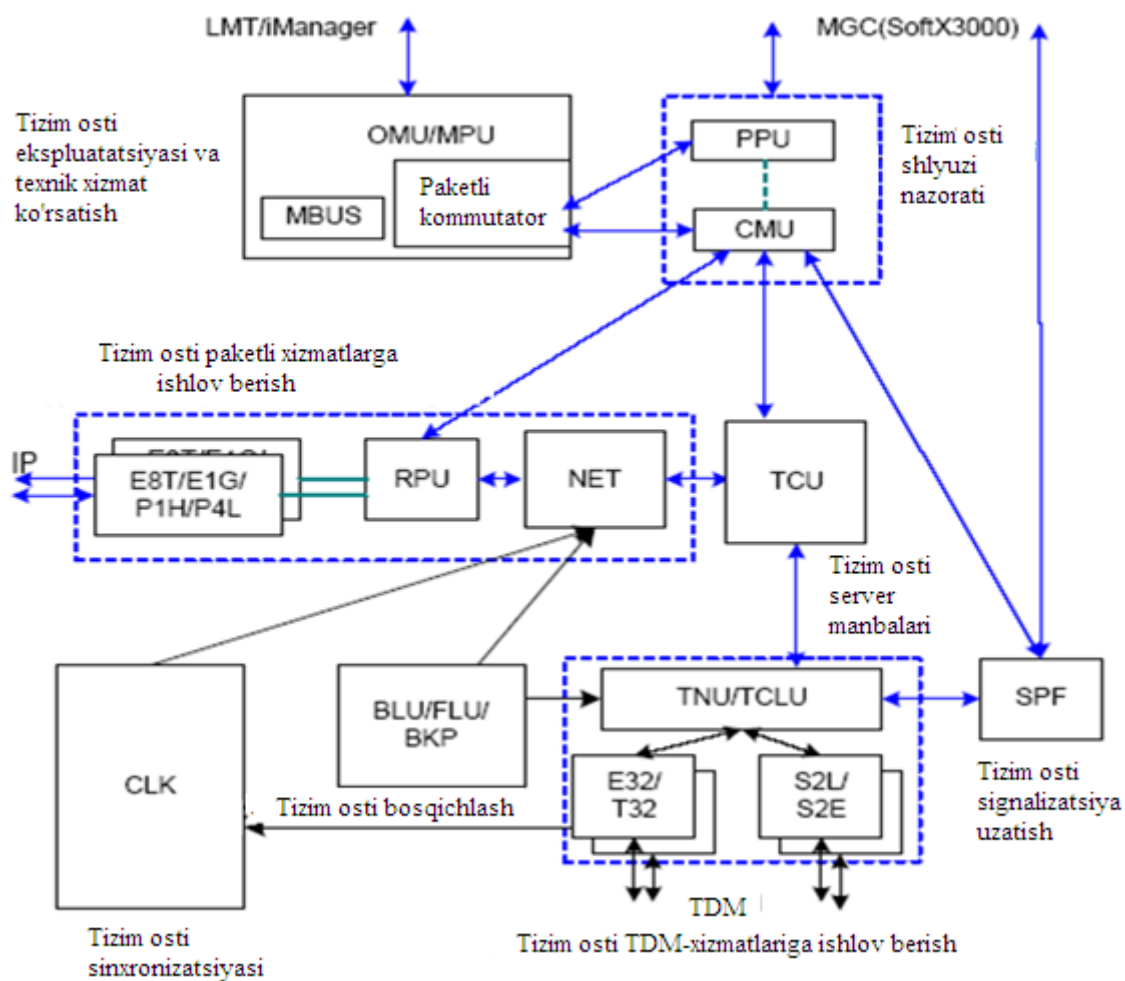 LMT/iManager
MGC(SoftX3000)
Tizim osti
ekspluatatsiyasi va
texnik xizmat
ko'rsatish
OMU/MPU
MBUS
Paketli
kommutator
PPU
CMU
Tizim osti
shlyuzi
nazorati
Tizim osti paketli xizmatlarga
ishlov berish
IP
E8T/E1G/
E8T/E1G/
P1H/P4L
RPU
NET
TCU
Tizim osti
server
manbalari
CLK
BLU/FLU/
BKP
TNU/TCLU
SPF
E32/
T32
S2L/
S2E
Tizim osti bosqichlash
Tizim osti
signalizatsiya
uzatish
TDM
Tizim osti TDM-xizmatlariga ishlov berish
Tizim osti
sinxronizatsiyasi